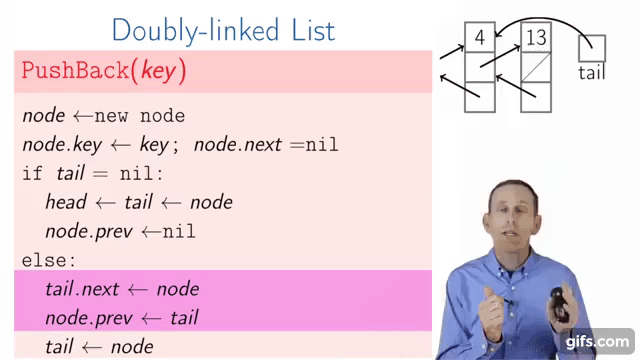 Doubly-linked List
PushBack(key)
node ←new node
node.key ← key; node.next =nil
if tail = nil:
head ← tail ← node
node.prev ←nil
else:
tail.next ← node
node.prev ← tail
tail ← node
4 13
tail
gifs.com